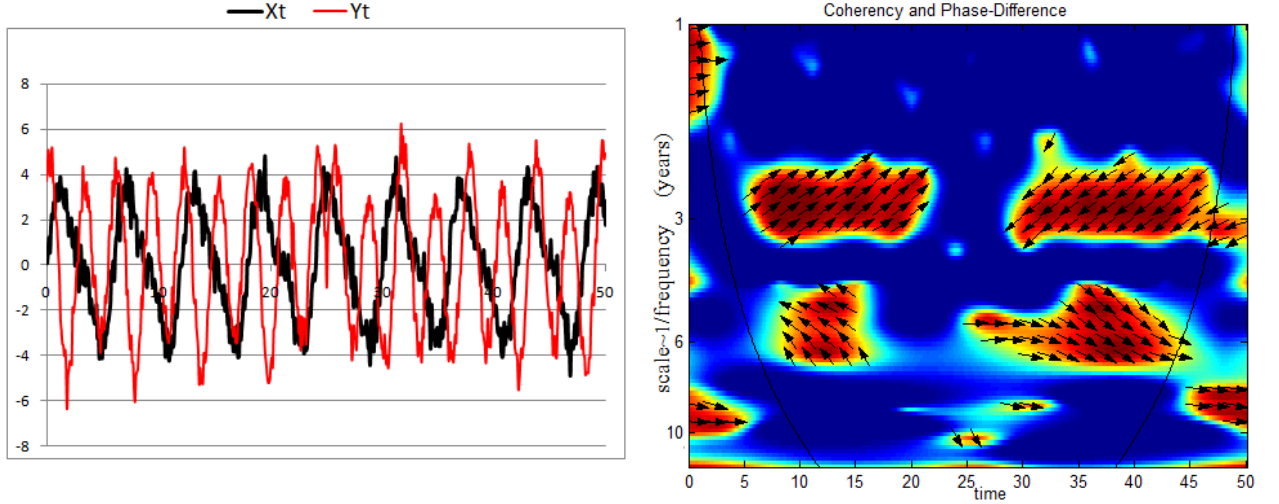 Xt Yt
8
6
4
2
0
-2
-4
-6
-8
0 10 20 30 40 50
Coherency and Phase-Difference
scale~1/frequency (years)
1
3
6
10
0 5 10 15 20 25 30 35 40 45 50
time